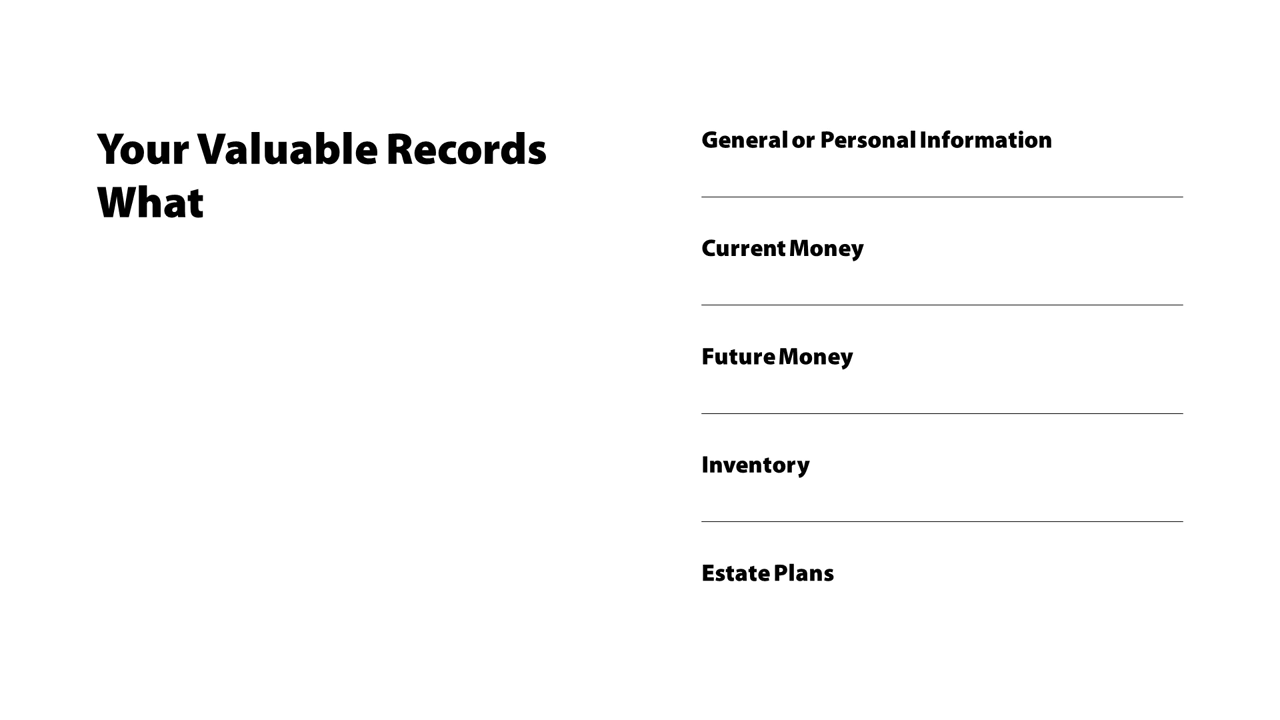 Your Valuable Records
What
General or Personal Information
Current Money
Future Money
Inventory
Estate Plans